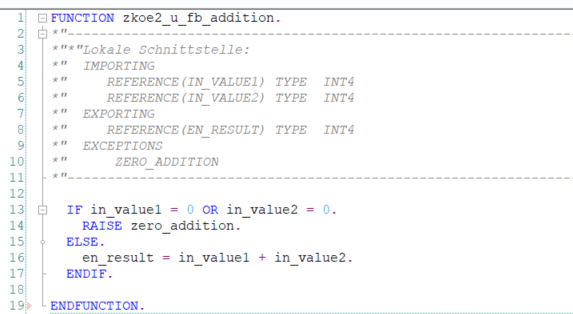 1 FUNCTION zkoe2_u_fb_addition.
2 *"----------------------------------------------------------------------
3 *"*"Lokale Schnittstelle:
4 *"  IMPORTING
5 *"     REFERENCE(IN_VALUE1) TYPE  INT4
6 *"     REFERENCE(IN_VALUE2) TYPE  INT4
7 *"  EXPORTING
8 *"     REFERENCE(EN_RESULT) TYPE  INT4
9 *"  EXCEPTIONS
10 *"      ZERO_ADDITION
11 *"----------------------------------------------------------------------
12
13   IF in_value1 = 0 OR in_value2 = 0.
14     RAISE zero_addition.
15   ELSE.
16     en_result = in_value1 + in_value2.
17   ENDIF.
18
19 ENDFUNCTION.